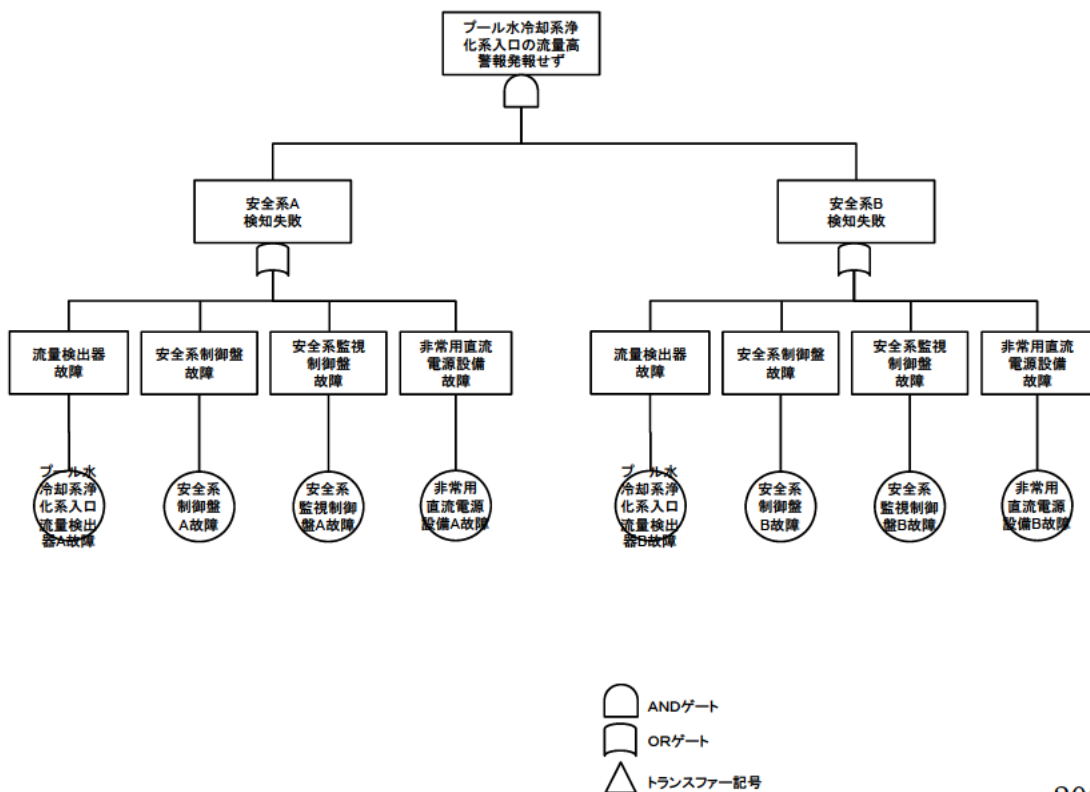 プール水冷却系浄
化系入口の流量高
警報発報せず
安全系A
検知失敗
安全系B
検知失敗
流量検出器
故障
安全系制御盤
故障
安全系監視
制御盤
故障
非常用直流
電源設備
故障
流量検出器
故障
安全系制御盤
故障
安全系監視
制御盤
故障
非常用直流
電源設備
故障
プール水
冷却系浄
化系入口
流量検出
器A故障
安全系
制御盤
A故障
安全系
監視制御
盤A故障
非常用
直流電源
設備A故障
プール水
冷却系浄
化系入口
流量検出
器B故障
安全系
制御盤
B故障
安全系
監視制御
盤B故障
非常用
直流電源
設備B故障
ANDゲート
ORゲート
トランスファー記号